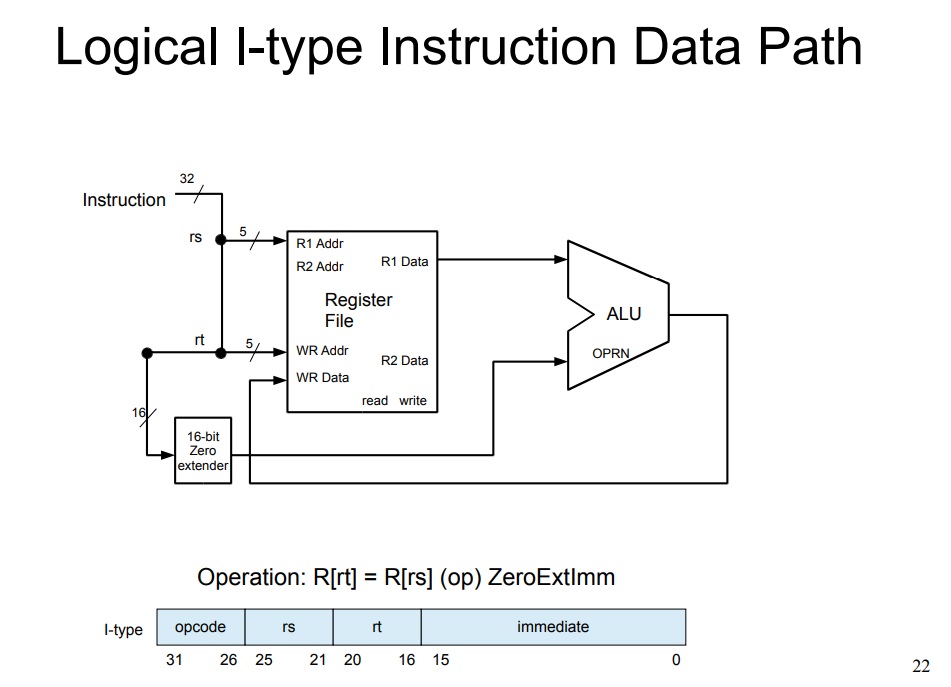 Logical I-type Instruction Data Path
32
Instruction
rs
5
R1 Addr
R2 Addr
R1 Data
Register
File
ALU
rt
5
WR Addr
R2 Data
OPRN
WR Data
read write
16
16-bit
Zero
extender
Operation: R[rt] = R[rs] (op) ZeroExtImm
I-type opcode rs rt immediate
31 26 25 21 20 16 15 0
22